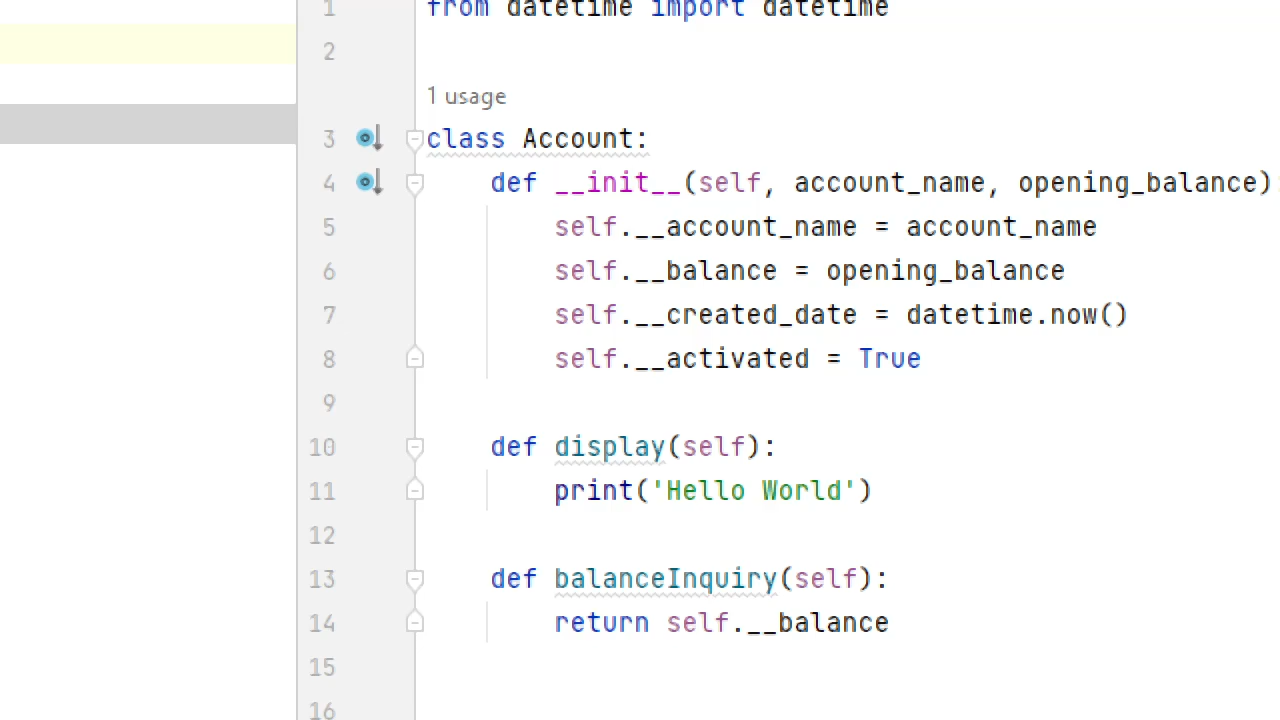 1 from datetime import datetime
2
1 usage
3 class Account:
4     def __init__(self, account_name, opening_balance):
5         self.__account_name = account_name
6         self.__balance = opening_balance
7         self.__created_date = datetime.now()
8         self.__activated = True
9
10     def display(self):
11         print('Hello World')
12
13     def balanceInquiry(self):
14         return self.__balance
15
16